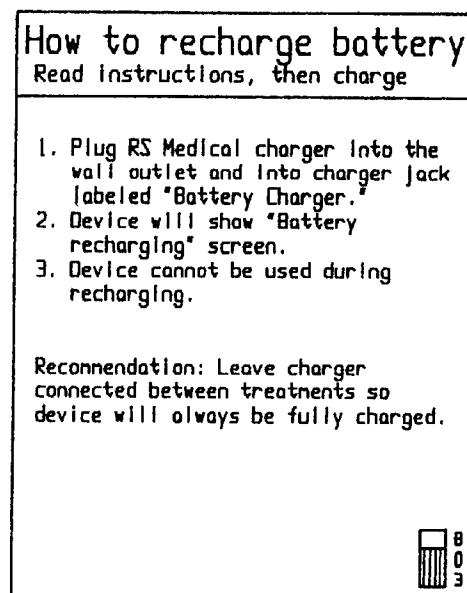 How to recharge battery
Read instructions, then charge
1. Plug RS Medical charger into the
wall outlet and into charger jack
labeled "Battery Charger."
2. Device will show "Battery
recharging" screen.
3. Device cannot be used during
recharging.
Recommendation: Leave charger
connected between treatments so
device will always be fully charged.
8
0
3